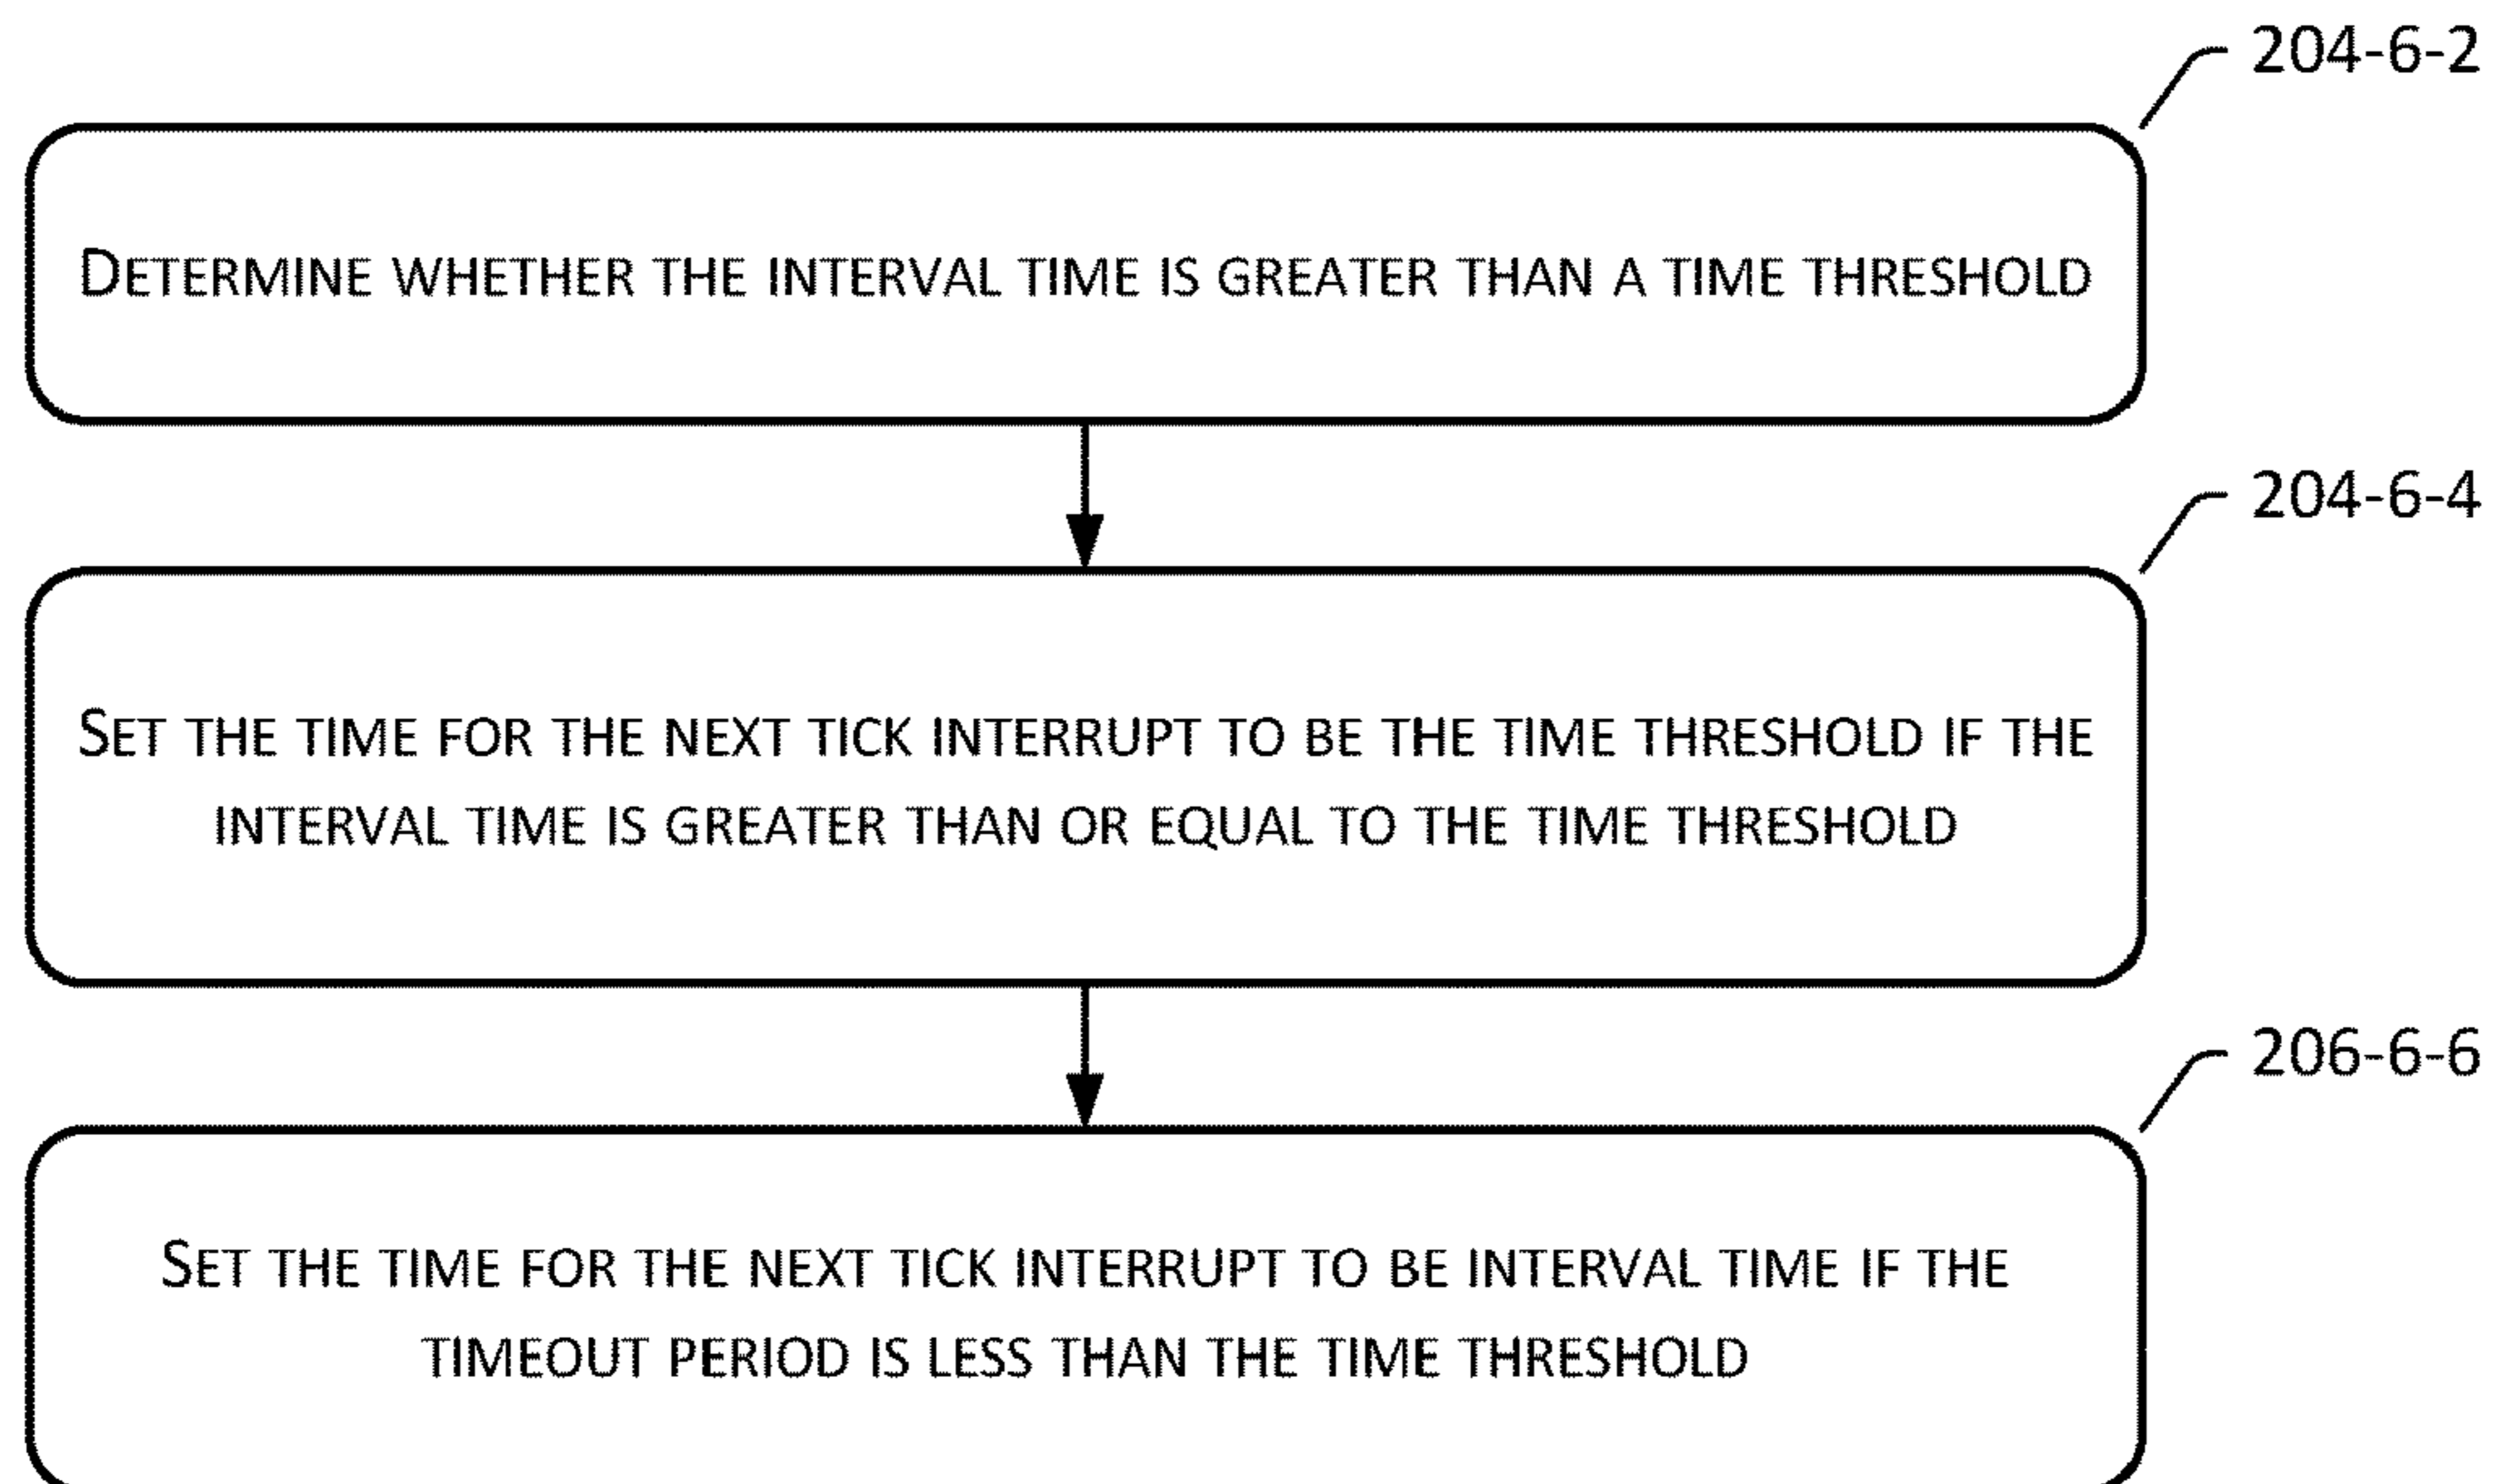 204-6-2
DETERMINE WHETHER THE INTERVAL TIME IS GREATER THAN A TIME THRESHOLD
204-6-4
SET THE TIME FOR THE NEXT TICK INTERRUPT TO BE THE TIME THRESHOLD IF THE
INTERVAL TIME IS GREATER THAN OR EQUAL TO THE TIME THRESHOLD
206-6-6
SET THE TIME FOR THE NEXT TICK INTERRUPT TO BE INTERVAL TIME IF THE
TIMEOUT PERIOD IS LESS THAN THE TIME THRESHOLD